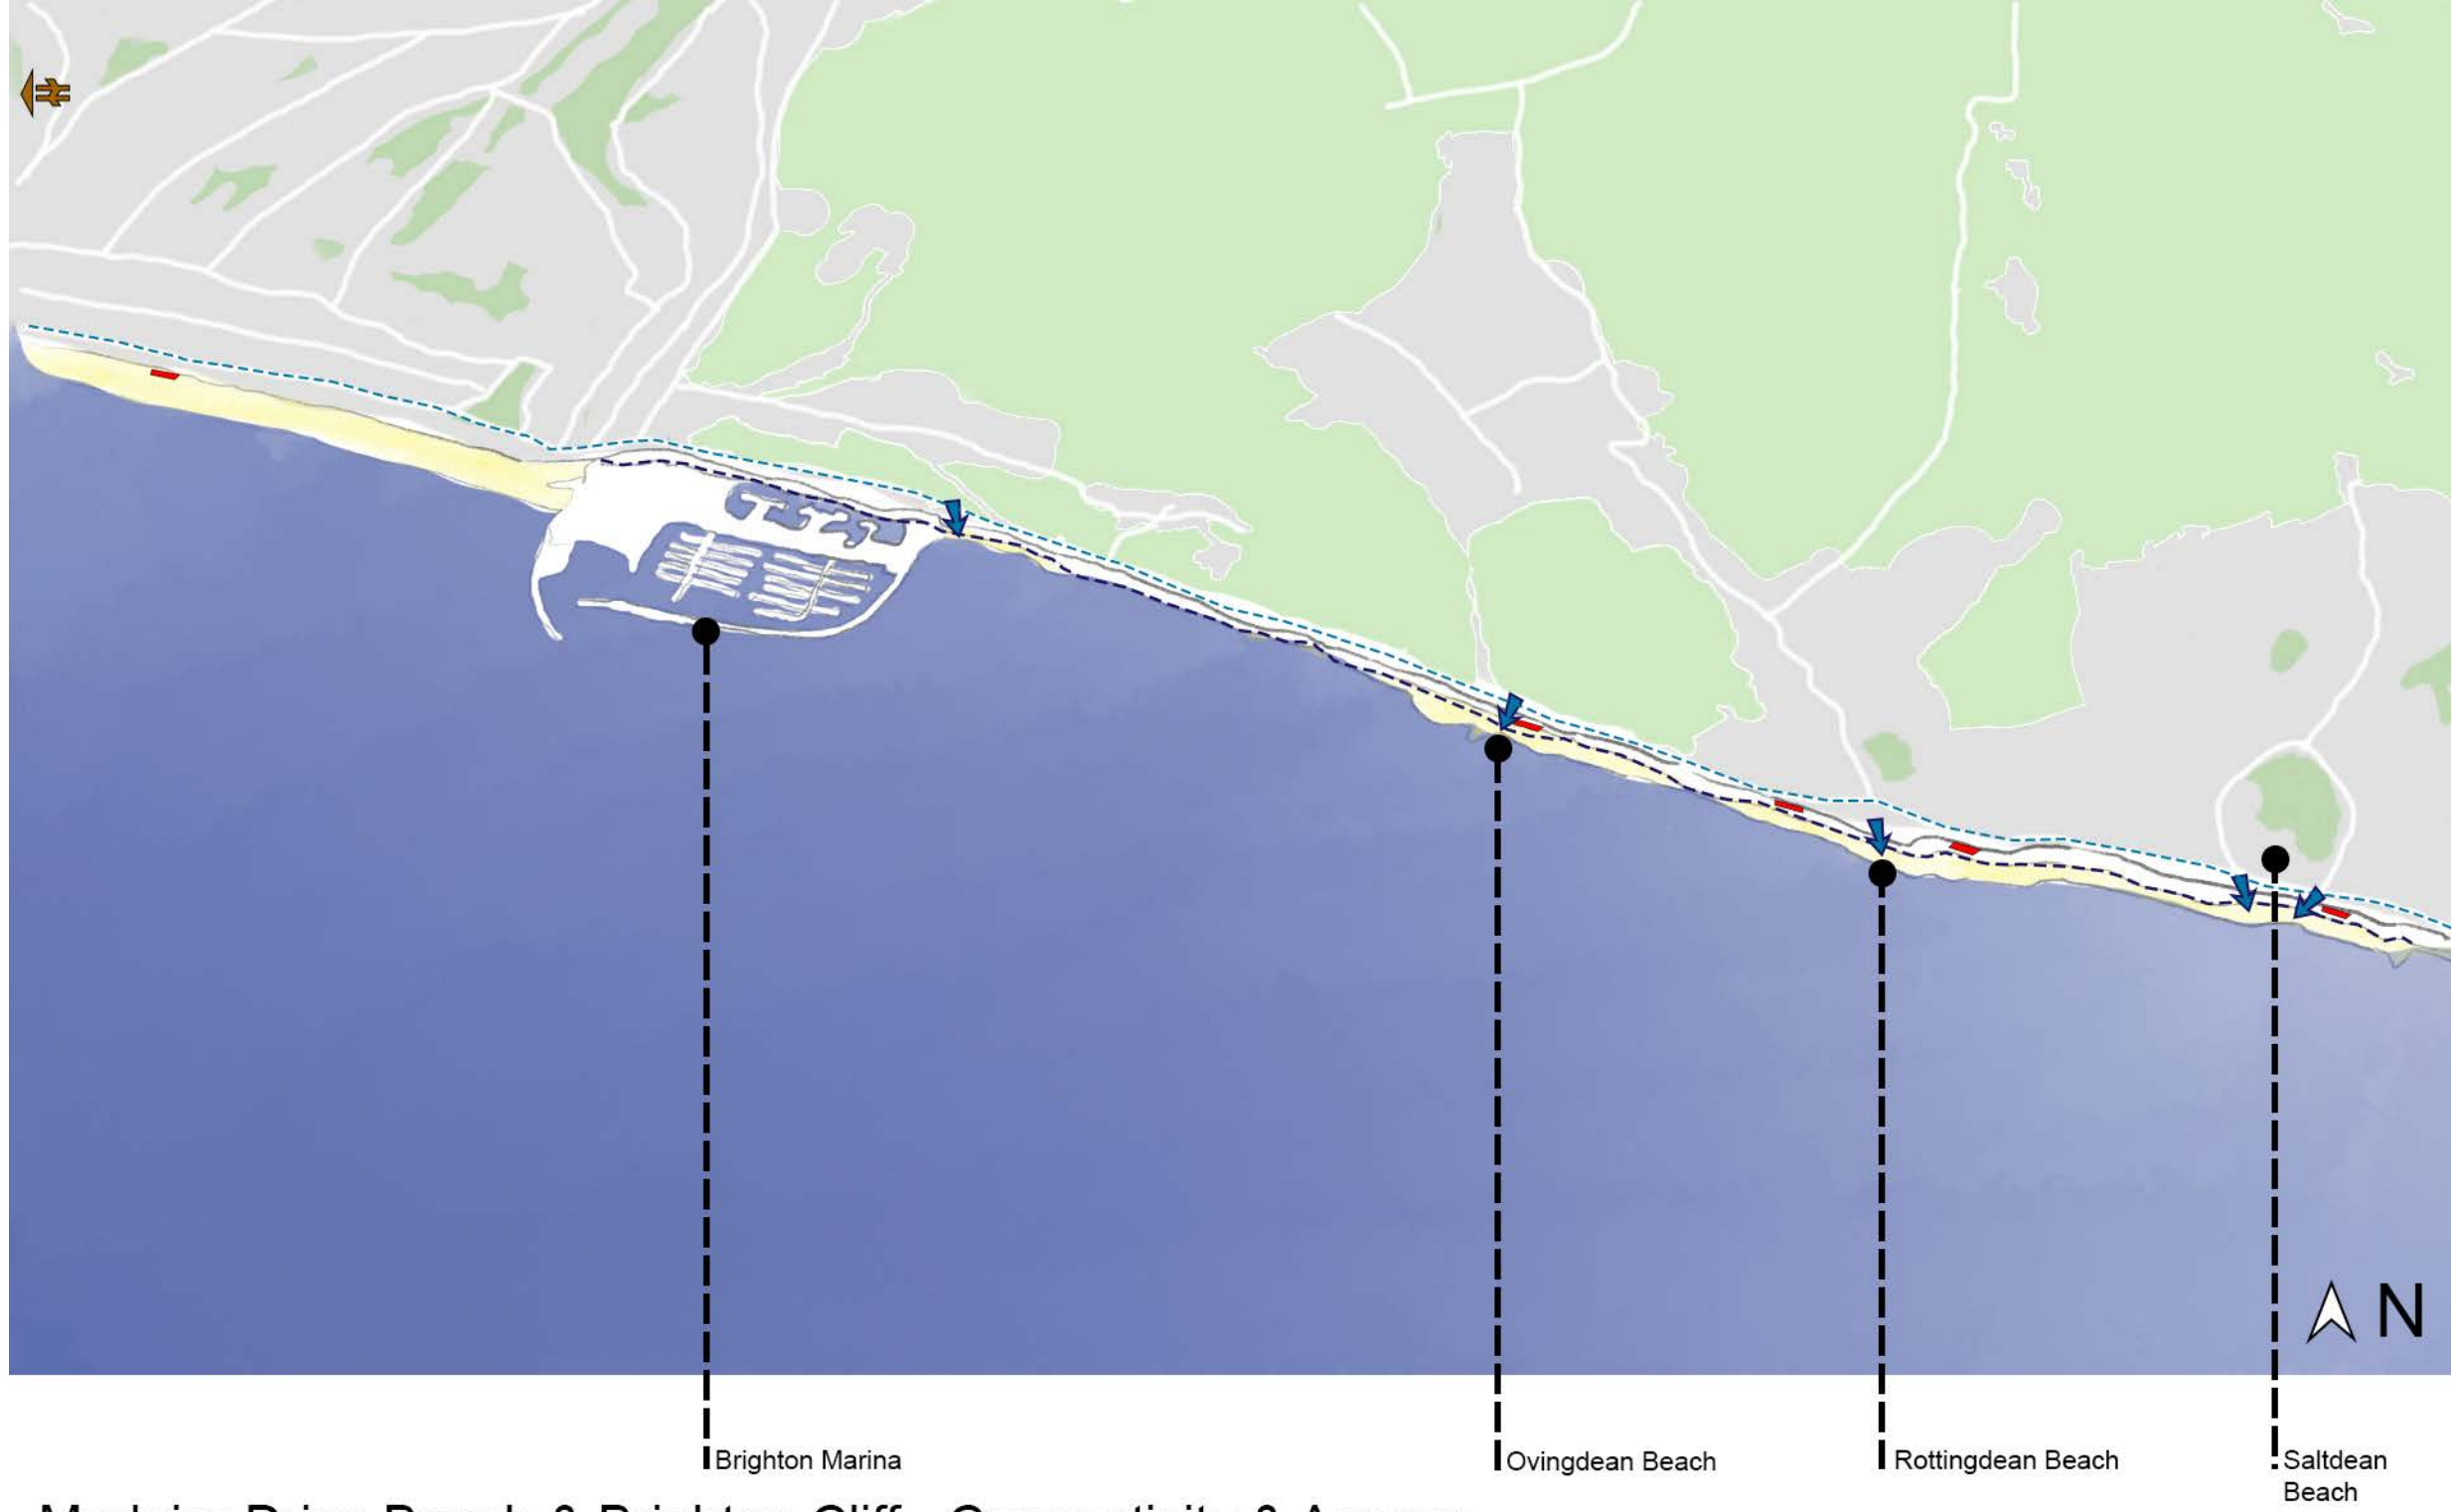 N
Brighton Marina
Ovingdean Beach
Rottingdean Beach
Saltdean
Beach